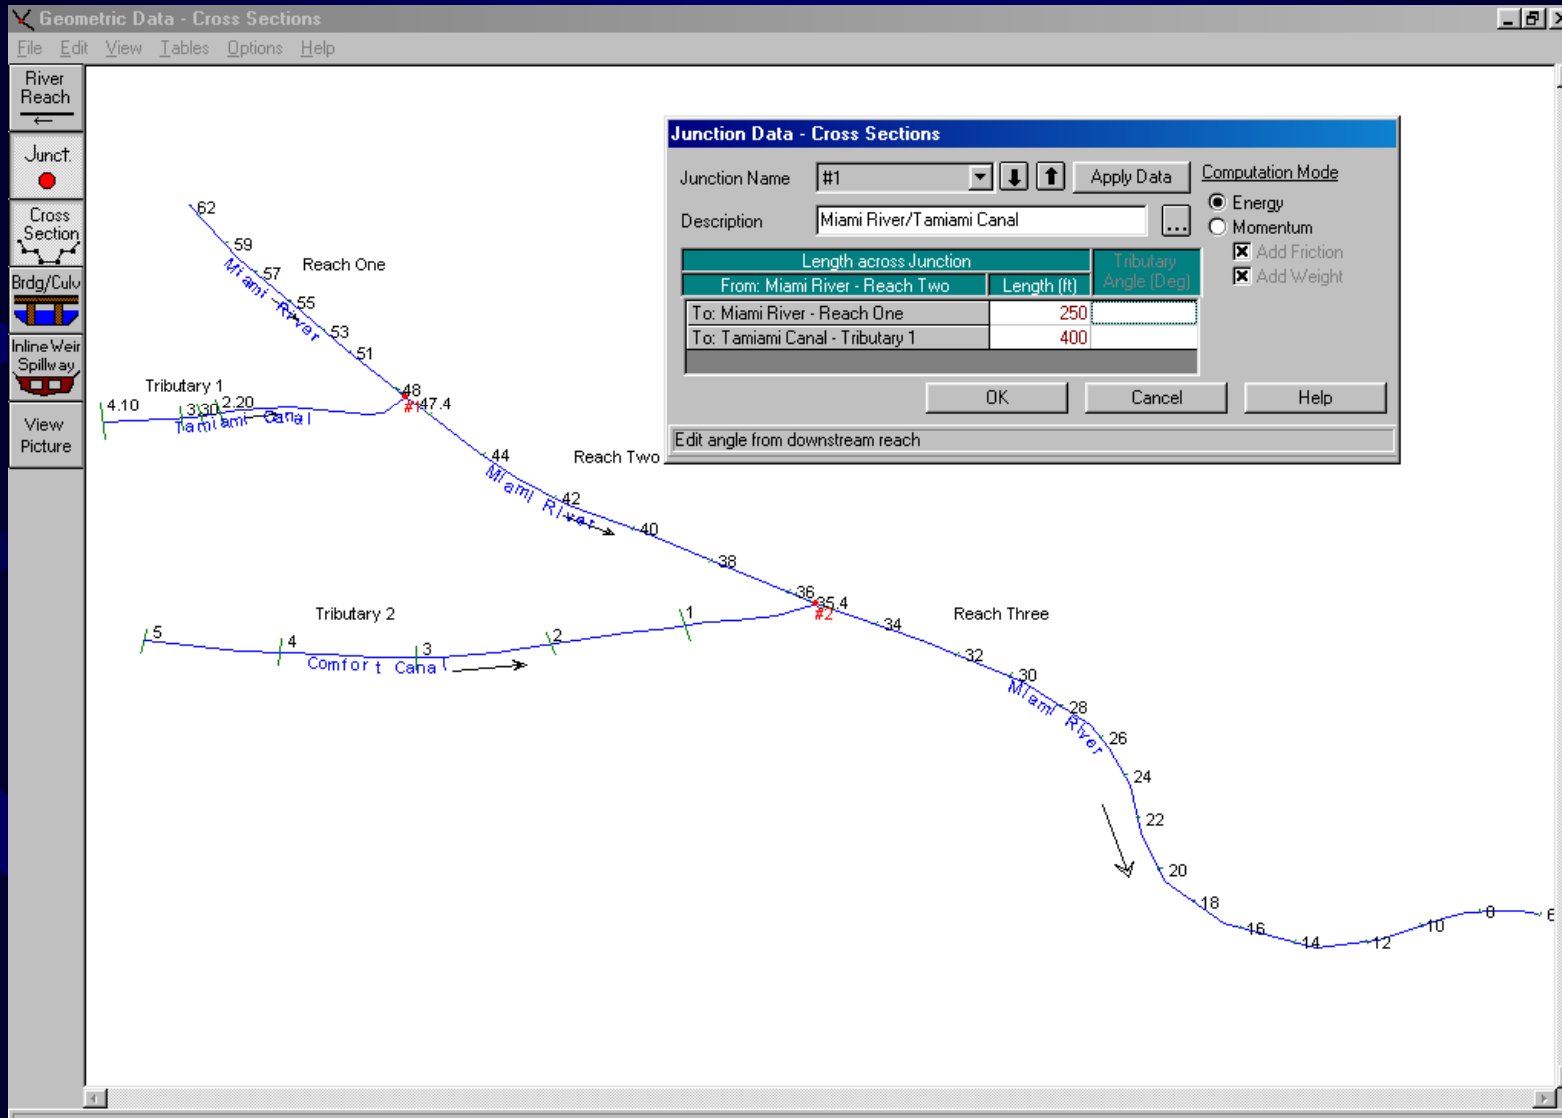 Geometric Data - Cross Sections
File Edit View Tables Options Help
River
Reach
Junct.
Cross
Section
Brdg/Culv
Inline Weir
Spillway
View
Picture
Junction Data - Cross Sections
Junction Name #1 Apply Data
Description Miami River/Tamiami Canal ...
Computation Mode
Energy
Momentum
Add Friction
Add Weight
Length across Junction
Tributary
Angle (Deg)
From: Miami River - Reach Two Length (ft)
To: Miami River - Reach One 250
To: Tamiami Canal - Tributary 1 400
OK Cancel Help
Edit angle from downstream reach
62
59
57
55
53
51
48
Reach One
Miami River
Tributary 1
4.10
2.20
Tamiami Canal
#1
47.4
44
42
40
38
36
Reach Two
Miami River
Tributary 2
5
4
3
2
1
Comfort Canal
#2
35.4
34
32
30
28
26
24
22
20
18
16
14
12
10
8
6
Reach Three
Miami River